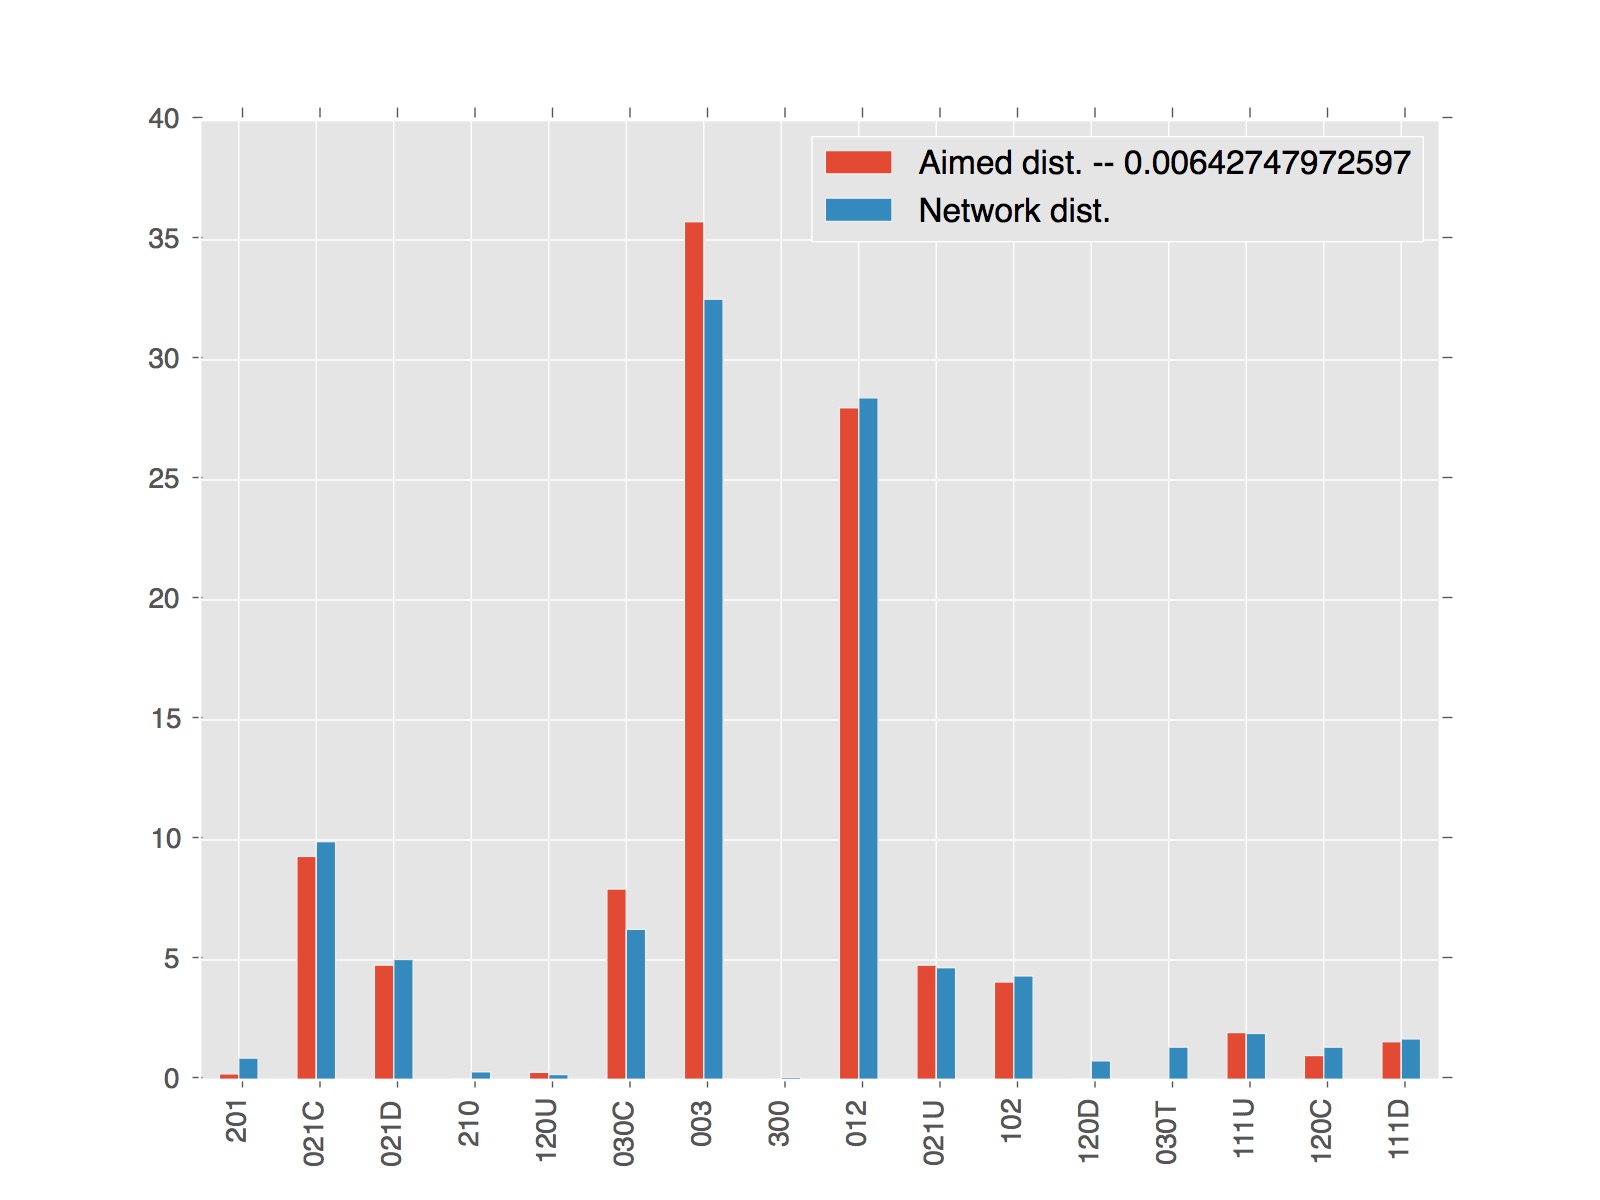 40
35
30
25
20
15
10
5
0
Aimed dist. -- 0.00642747972597
Network dist.
201
021C
021D
210
120U
030C
003
300
012
021U
102
120D
030T
111U
120C
111D